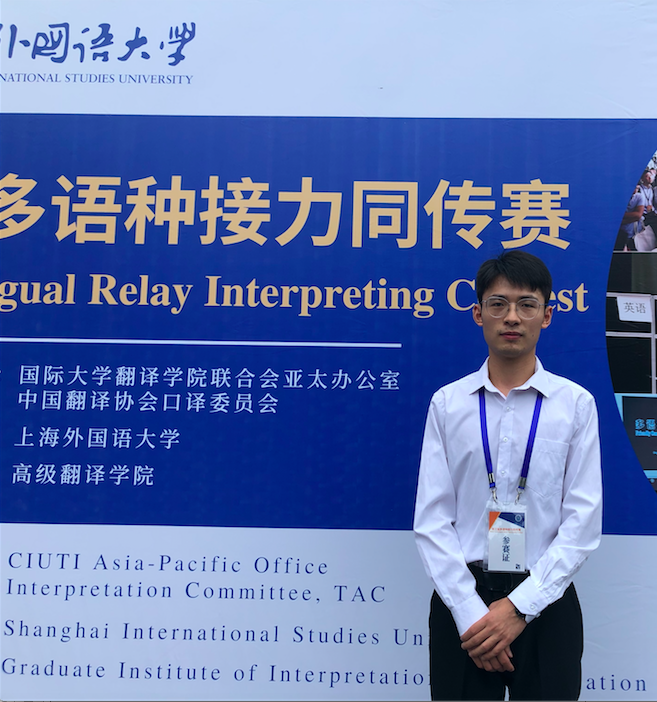 外国语大学
NATIONAL STUDIES UNIVERSITY
多语种接力同传赛
gual Relay Interpreting C est
英语
国际大学翻译学院联合会亚太办公室
中国翻译协会口译委员会
上海外国语大学
高级翻译学院
参赛证
CIUTI Asia-Pacific Office
Interpretation Committee, TAC
Shanghai International Studies Un
Graduate Institute of Interpretation ation